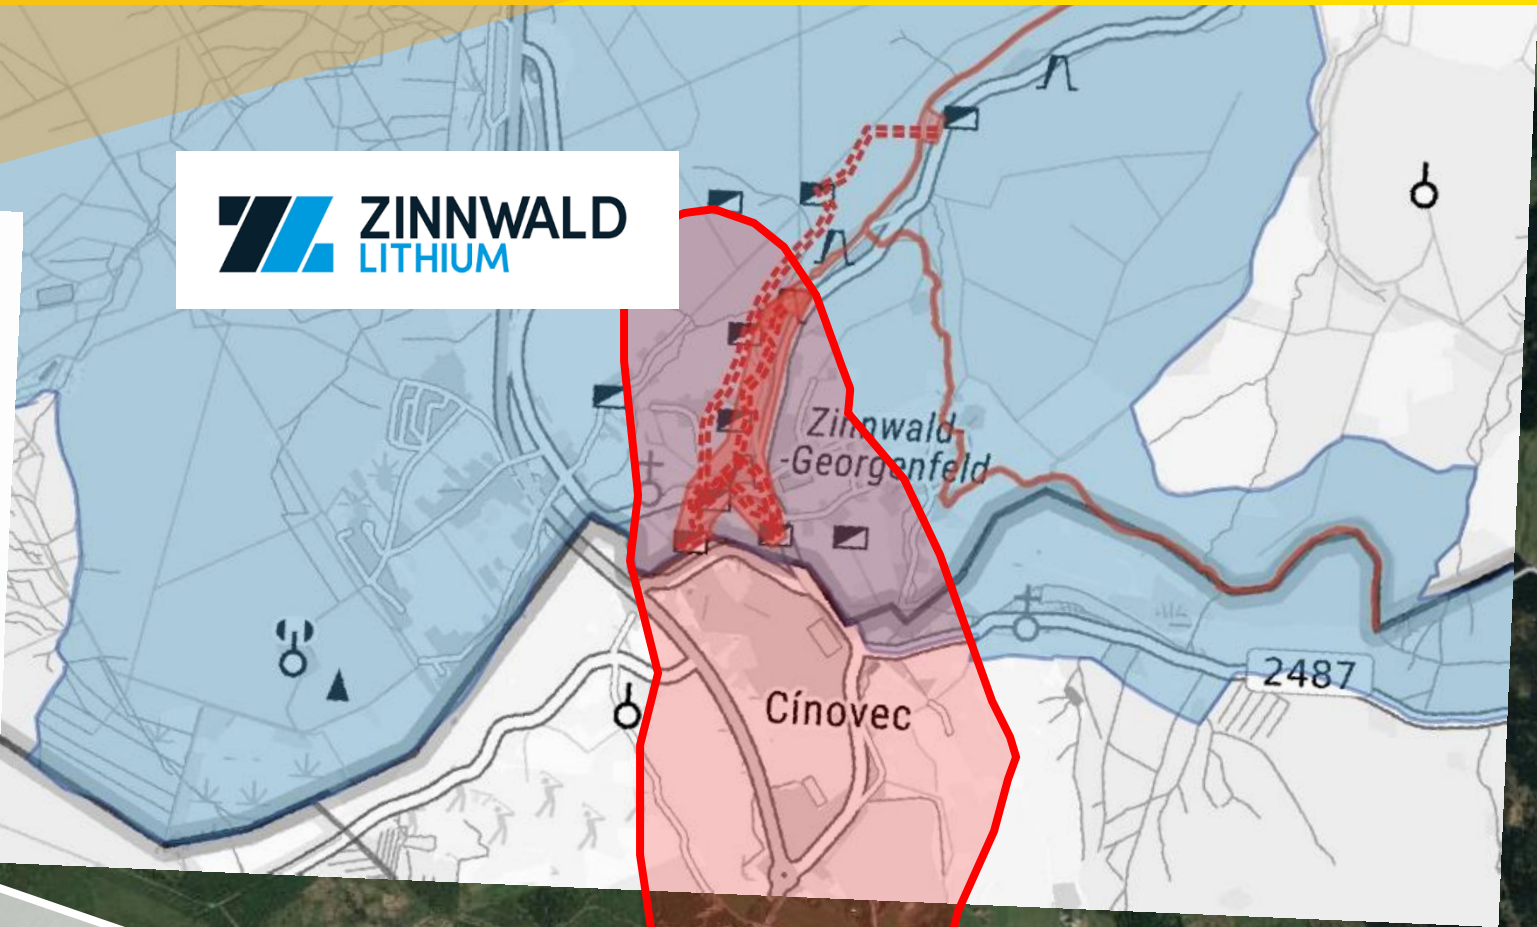 ZINNWALD
LITHIUM
Zinnwald-
-Georgenfeld
2487
Cínovec